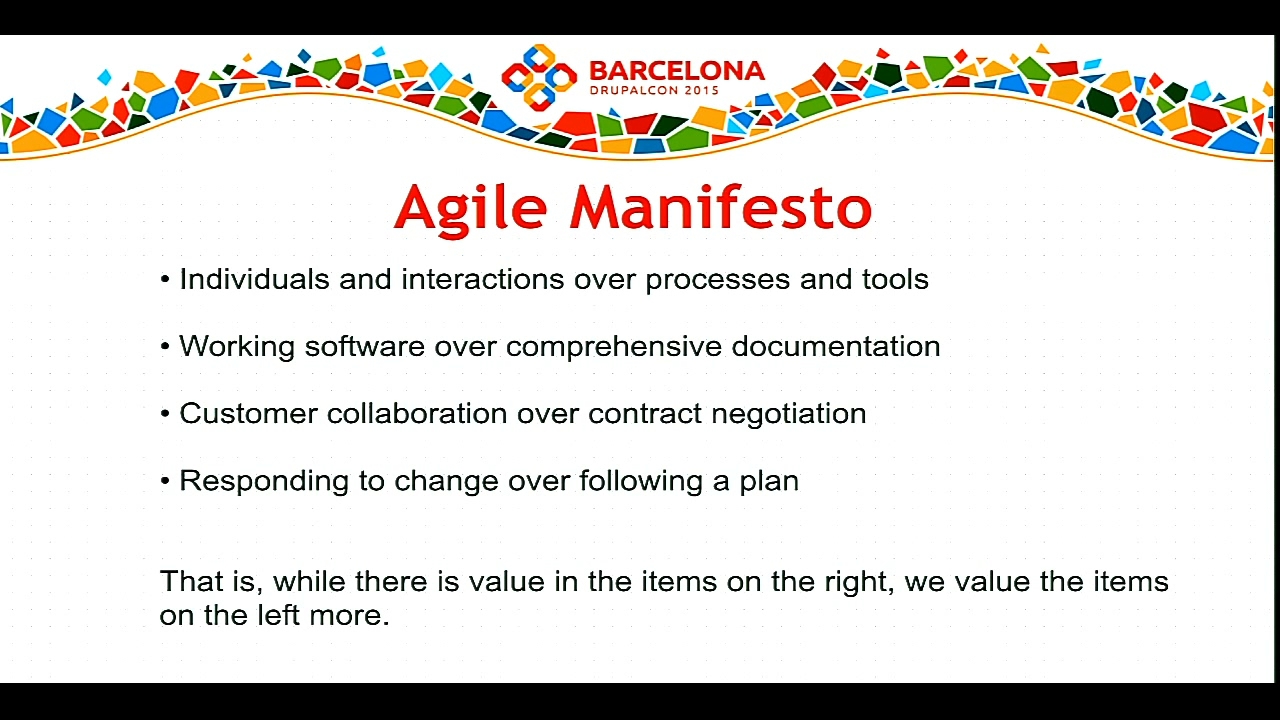 BARCELONA
DRUPALCON 2015
Agile Manifesto
• Individuals and interactions over processes and tools
• Working software over comprehensive documentation
• Customer collaboration over contract negotiation
• Responding to change over following a plan
That is, while there is value in the items on the right, we value the items
on the left more.